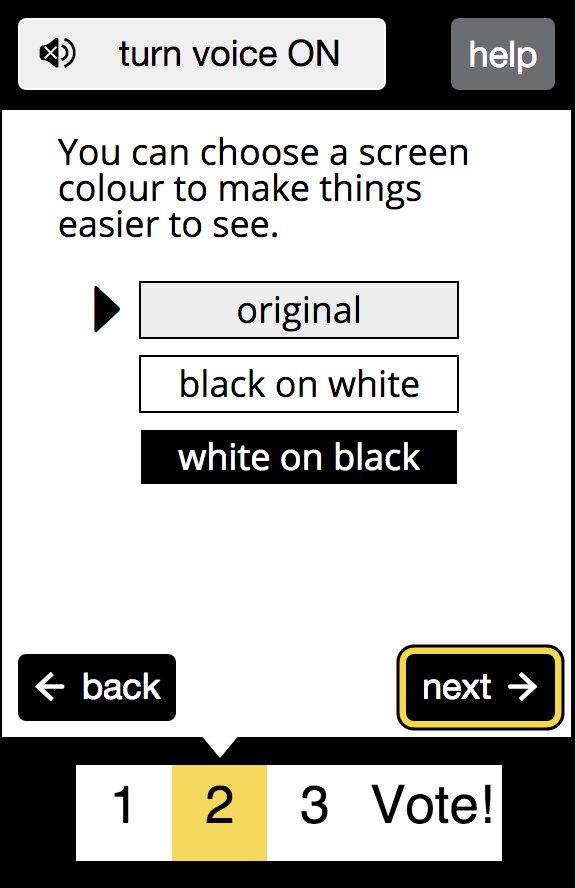 turn voice ON
help
You can choose a screen
colour to make things
easier to see.
original
black on white
white on black
← back
next →
1 2 3 Vote!